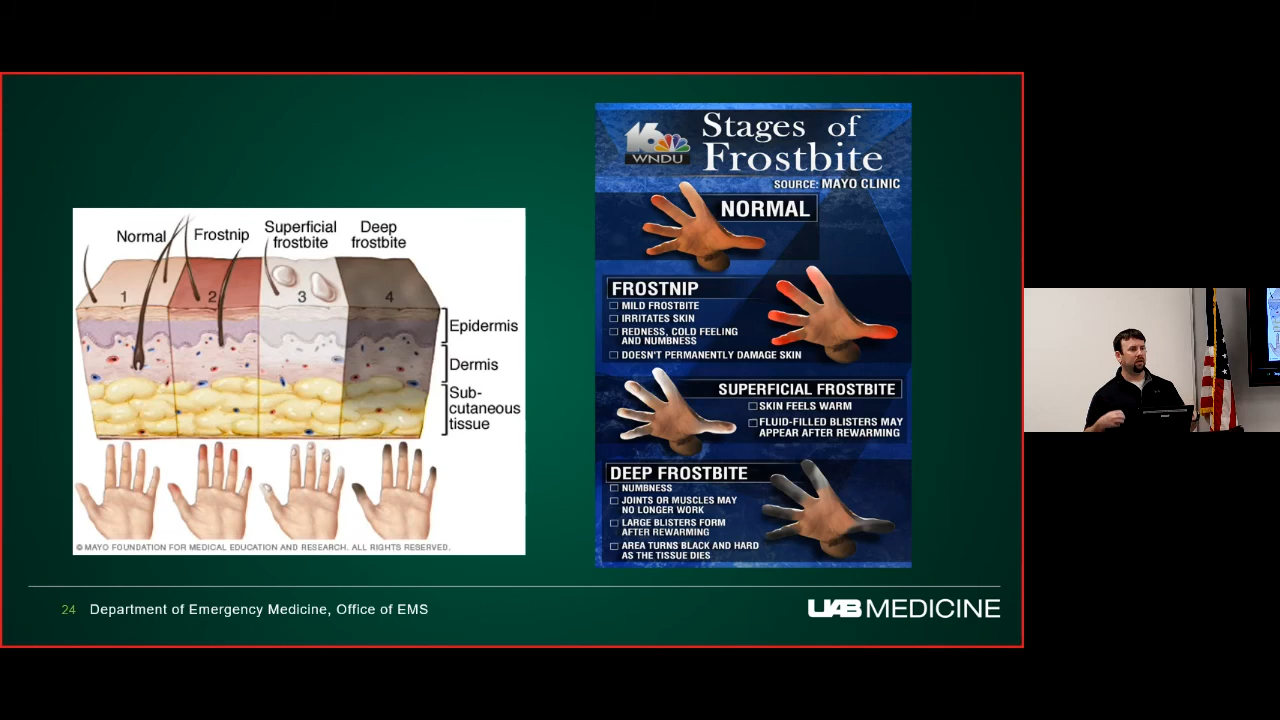 Normal
Frostnip
Superficial
frostbite
Deep
frostbite
1
2
3
4
Epidermis
Dermis
Sub-
cutaneous
tissue
© MAYO FOUNDATION FOR MEDICAL EDUCATION AND RESEARCH. ALL RIGHTS RESERVED.
16
WNDU
Stages of
Frostbite
SOURCE: MAYO CLINIC
NORMAL
FROSTNIP
MILD FROSTBITE
IRRITATES SKIN
REDNESS, COLD FEELING
AND NUMBNESS
DOESN'T PERMANENTLY DAMAGE SKIN
SUPERFICIAL FROSTBITE
SKIN FEELS WARM
FLUID-FILLED BLISTERS MAY
APPEAR AFTER REWARMING
DEEP FROSTBITE
NUMBNESS
JOINTS OR MUSCLES MAY
NO LONGER WORK
LARGE BLISTERS FORM
AFTER REWARMING
AREA TURNS BLACK AND HARD
AS THE TISSUE DIES
24 Department of Emergency Medicine, Office of EMS
UAB MEDICINE